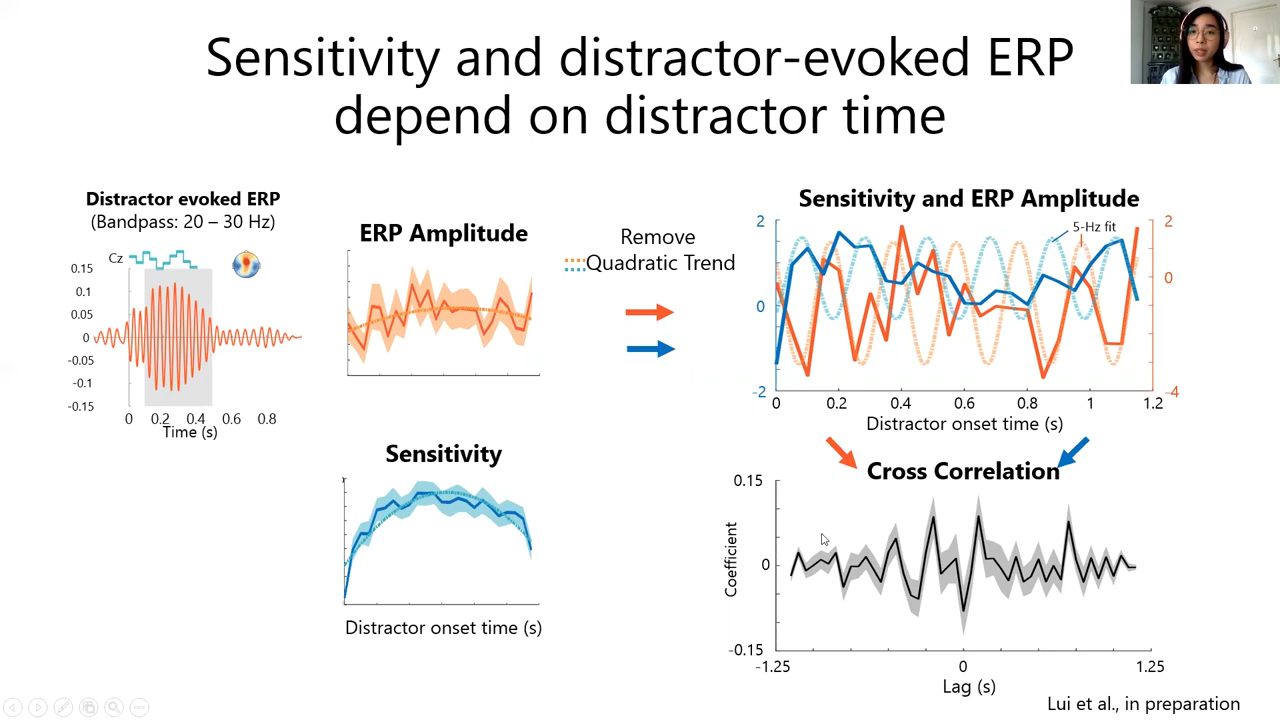 Sensitivity and distractor-evoked ERP
depend on distractor time
Distractor evoked ERP
(Bandpass: 20 – 30 Hz)
Cz
0.15
0.1
0.05
0
-0.05
-0.1
-0.15
0 0.2 0.4 0.6 0.8
Time (s)
ERP Amplitude
Remove
Quadratic Trend
Sensitivity
Distractor onset time (s)
Sensitivity and ERP Amplitude
5-Hz fit
2
0
-2
2
0
-4
0 0.2 0.4 0.6 0.8 1 1.2
Distractor onset time (s)
Cross Correlation
0.15
0
-0.15
Coefficient
-1.25 0 1.25
Lag (s)
Lui et al., in preparation